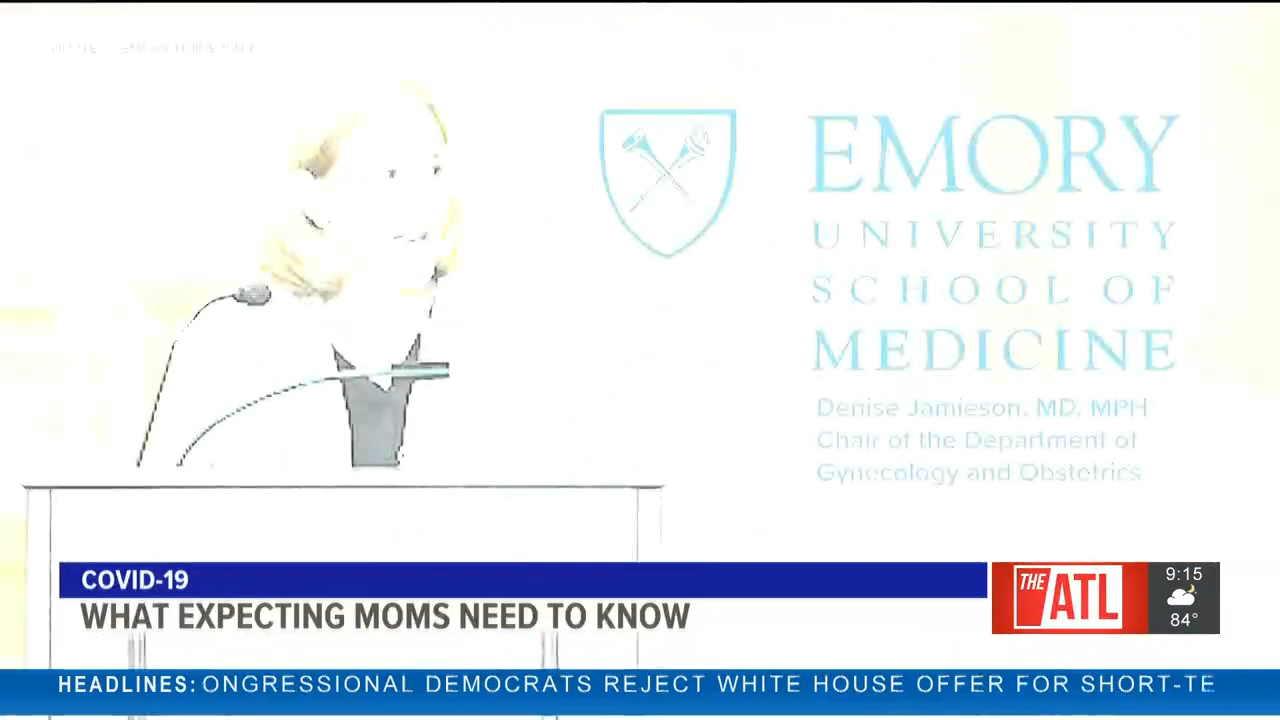 EMORY
UNIVERSITY
SCHOOL OF
MEDICINE
Denise Jamieson, MD, MPH
Chair of the Department of
Gynecology and Obstetrics
COVID-19
WHAT EXPECTING MOMS NEED TO KNOW
THE ATL
9:15
84°
HEADLINES: ONGRESSIONAL DEMOCRATS REJECT WHITE HOUSE OFFER FOR SHORT-TE